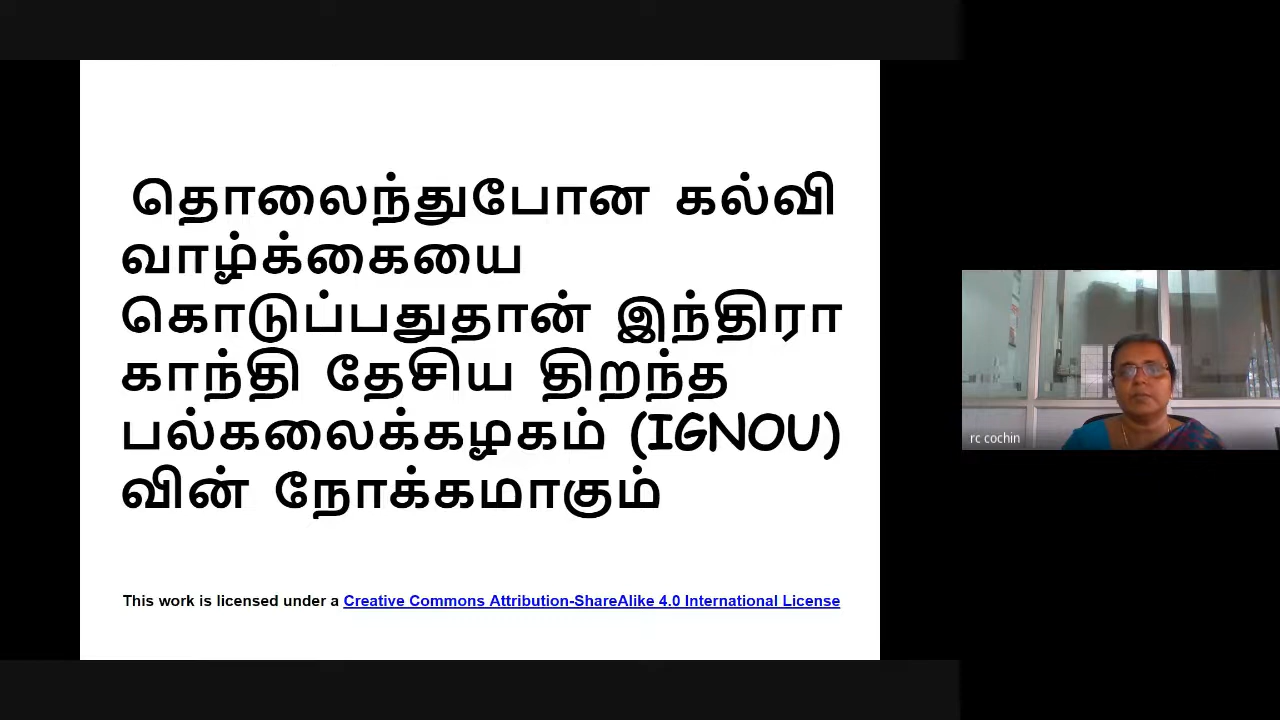 தொலைந்துபோன கல்வி
வாழ்க்கையை
கொடுப்பதுதான் இந்திரா
காந்தி தேசிய திறந்த
பல்கலைக்கழகம் (IGNOU)
வின் நோக்கமாகும்
This work is licensed under a Creative Commons Attribution-ShareAlike 4.0 International License
rc cochin